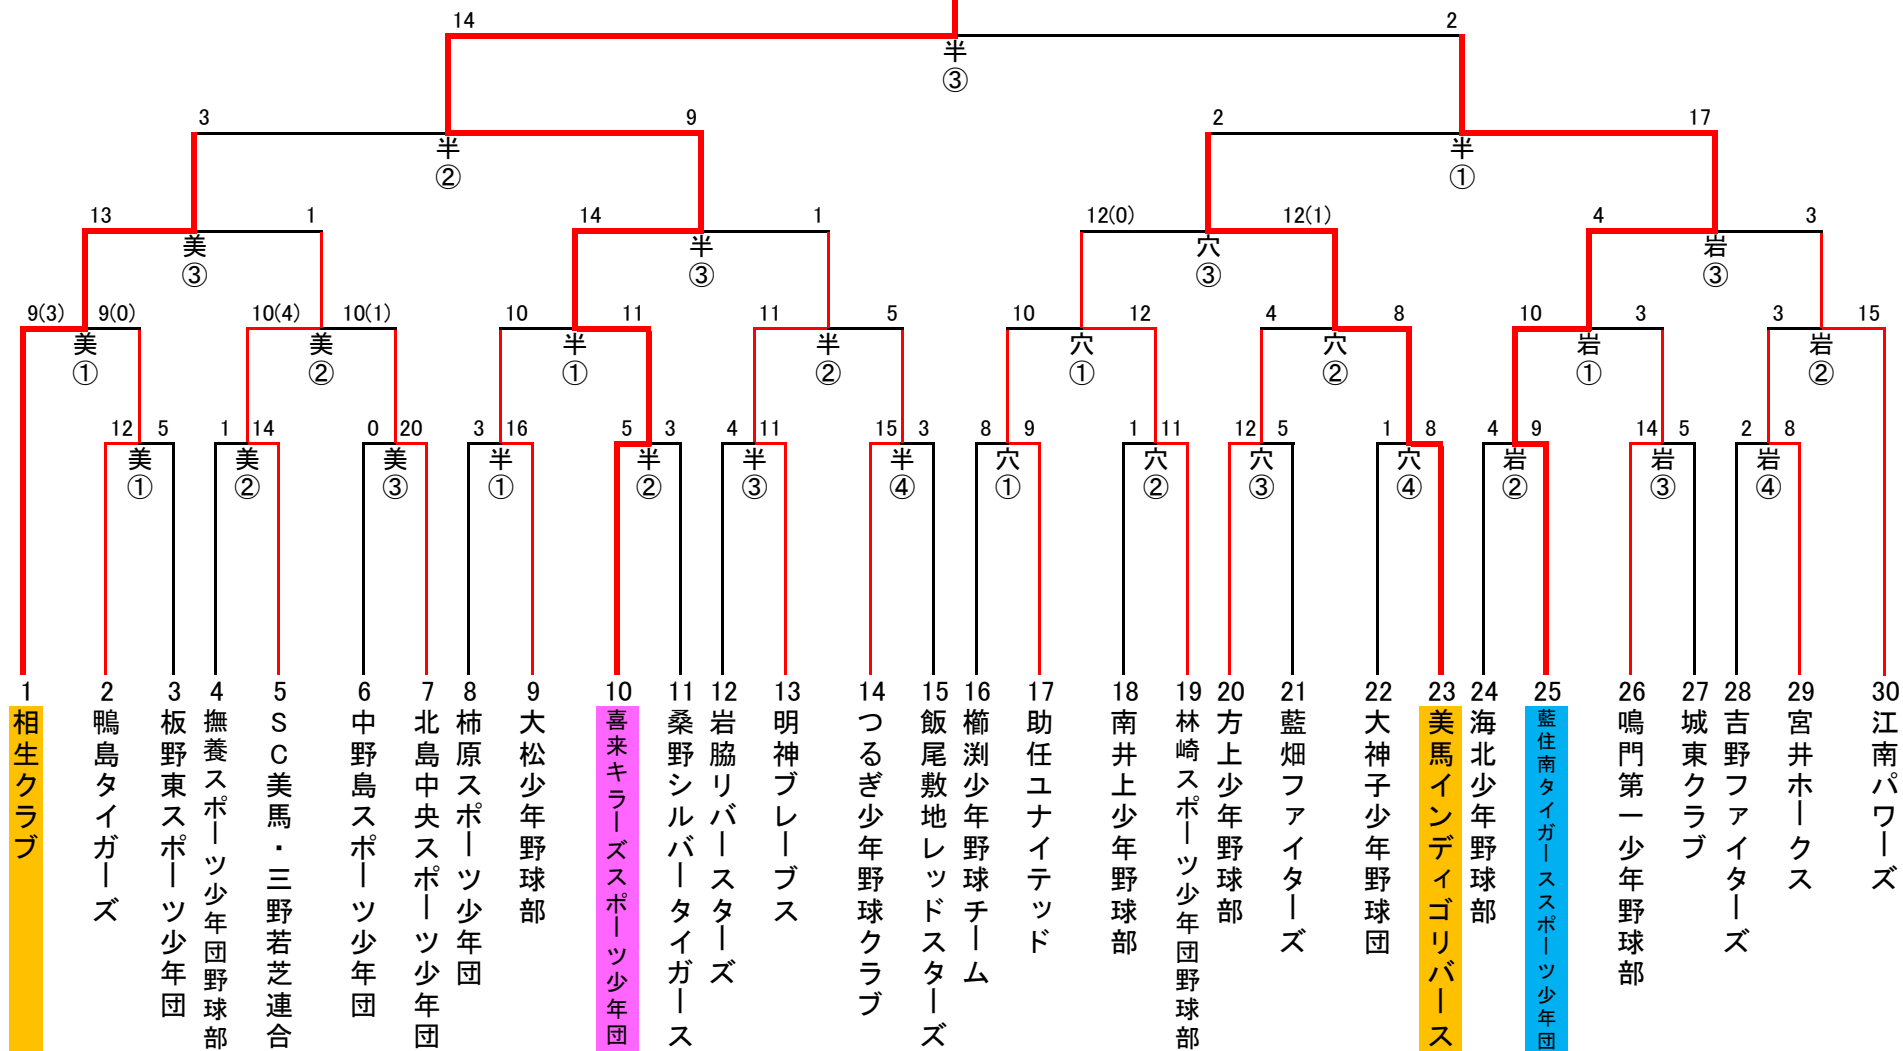 14 2
半
③
3 9 2 17
半 半
② ①
13 1 14 1 12(0) 12(1) 4 3
美 半 穴 岩
③ ③ ③ ③
9(3) 9(0) 10(4) 10(1) 10 11 11 5 10 12 4 8 10 3 3 15
美 美 半 半 穴 穴 岩 岩
① ② ① ② ① ② ① ②
12 5 1 14 0 20 3 16 5 3 4 11 15 3 8 9 1 11 12 5 1 8 4 9 14 5 2 8
美 美 美 半 半 半 半 穴 穴 穴 穴 岩 岩 岩
① ② ③ ① ② ③ ④ ① ② ③ ④ ② ③ ④
1 相生クラブ
2 鴨島タイガーズ
3 板野東スポーツ少年団
4 撫養スポーツ少年団野球部
5 SC美馬・三野若芝連合
6 中野島スポーツ少年団
7 北島中央スポーツ少年団
8 柿原スポーツ少年団
9 大松少年野球部
10 喜来キラーズスポーツ少年団
11 桑野シルバータイガース
12 岩脇リバースターズ
13 明神ブレーブス
14 つるぎ少年野球クラブ
15 飯尾敷地レッドスターズ
16 櫛渕少年野球チーム
17 助任ユナイテッド
18 南井上少年野球部
19 林崎スポーツ少年団野球部
20 方上少年野球部
21 藍畑ファイターズ
22 大神子少年野球団
23 美馬インディゴリバース
24 海北少年野球部
25 藍住南タイガーススポーツ少年団
26 鳴門第一少年野球部
27 城東クラブ
28 吉野ファイターズ
29 宮井ホークス
30 江南パワーズ